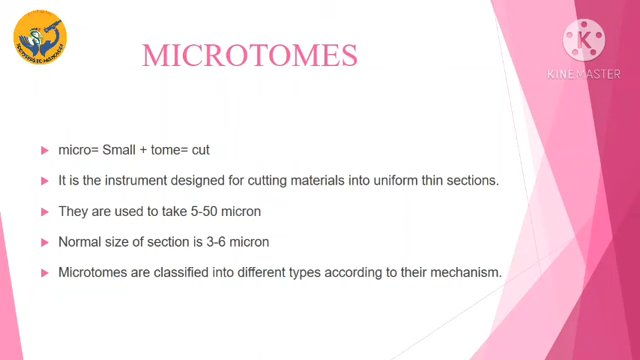 MICROTOMES
K
KINEMASTER
micro= Small + tome= cut
It is the instrument designed for cutting materials into uniform thin sections.
They are used to take 5-50 micron
Normal size of section is 3-6 micron
Microtomes are classified into different types according to their mechanism.